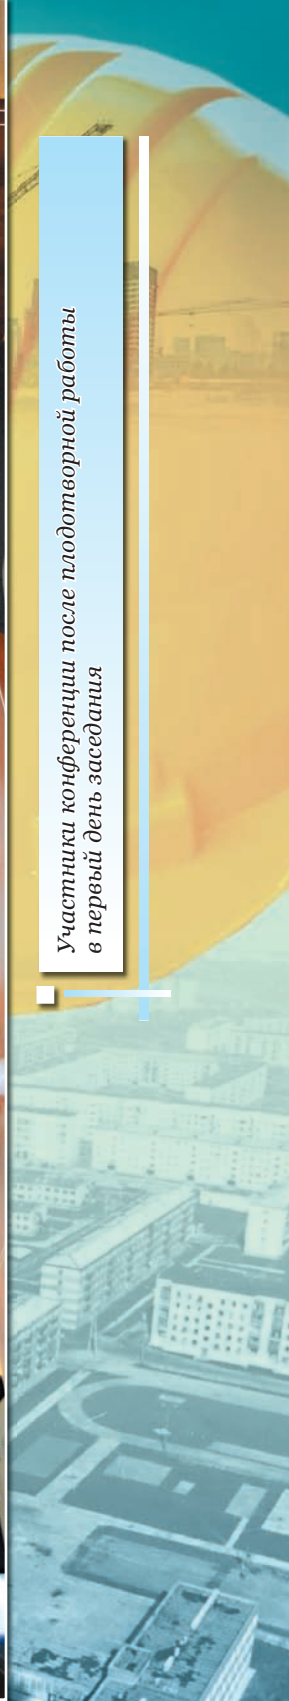 Участники конференции после плодотворной работы
в первый день заседания